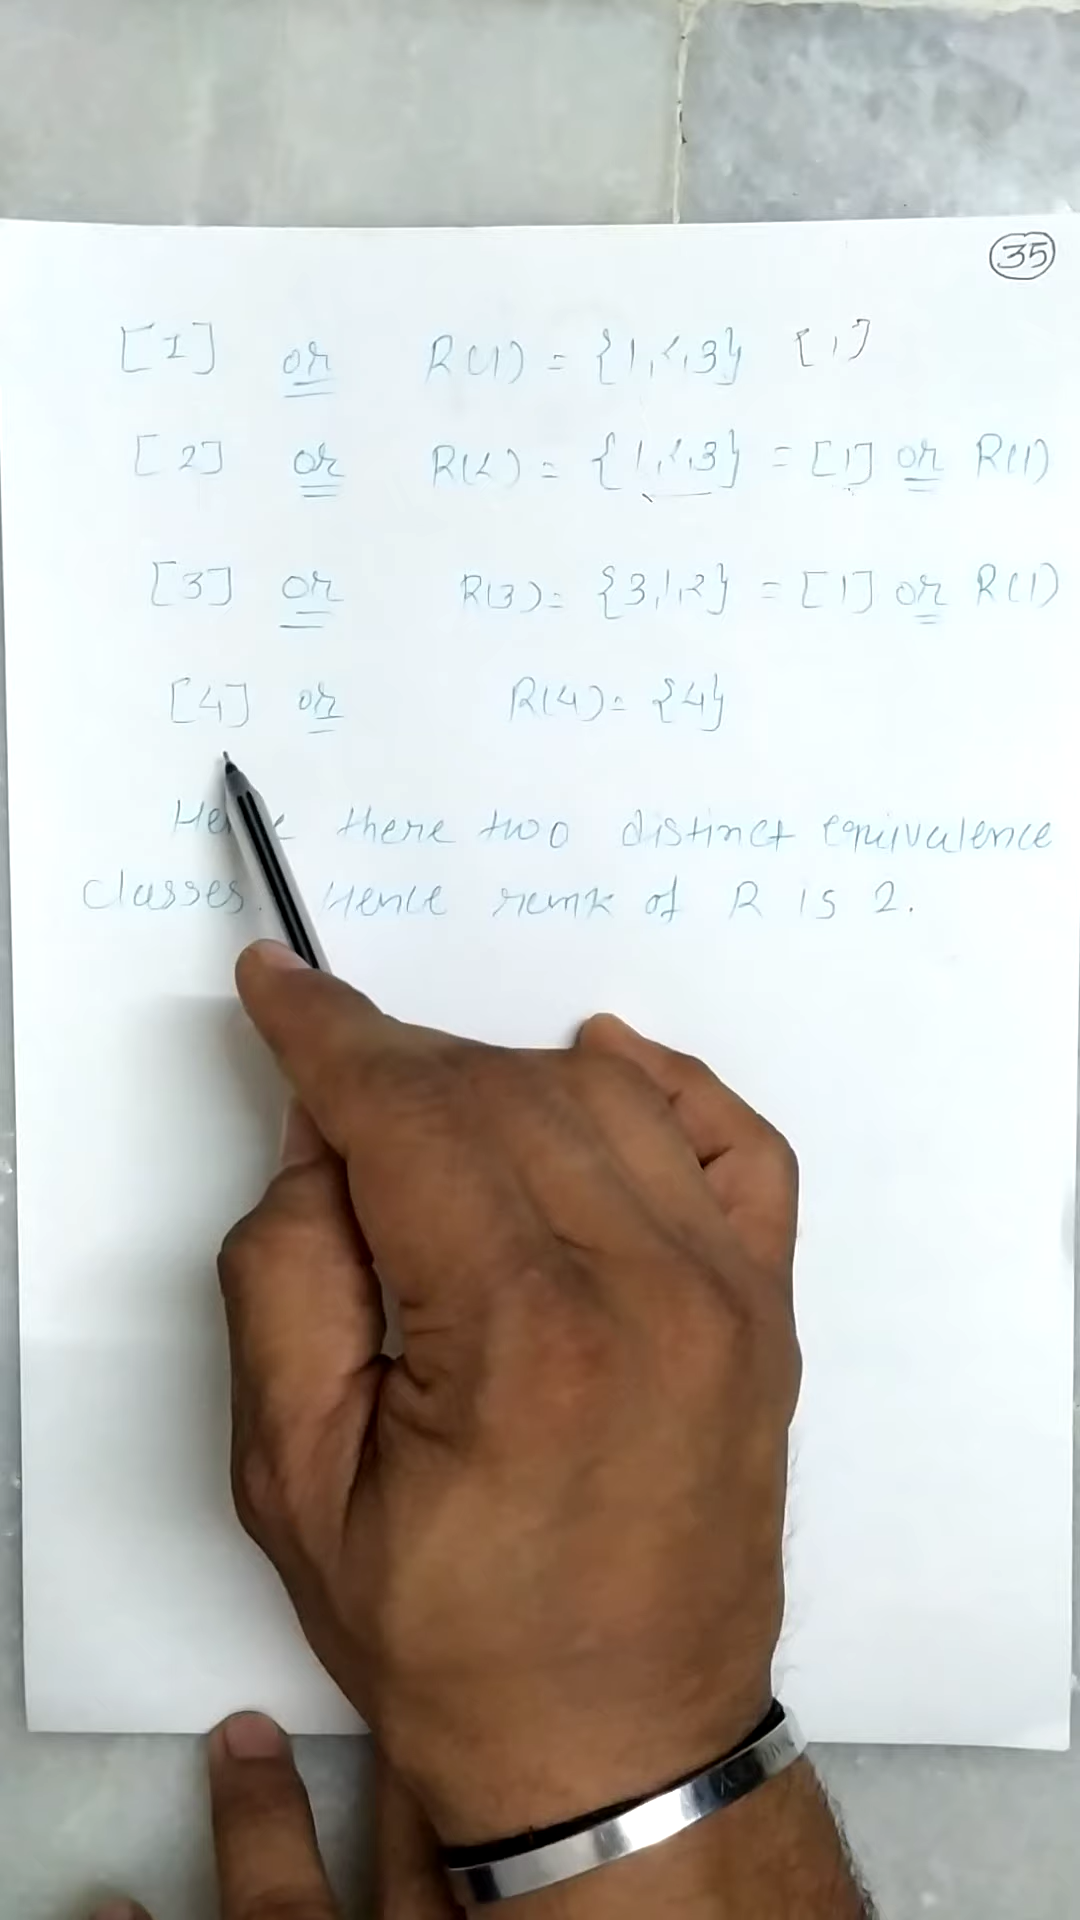 35
[1] or R(1) = {1,2,3} [1]
[2] or R(2) = {1,2,3} = [1] or R(1)
[3] or R(3) = {3,1,2} = [1] or R(1)
[4] or R(4) = {4}
Hence there two distinct equivalence
classes. Hence rank of R is 2.